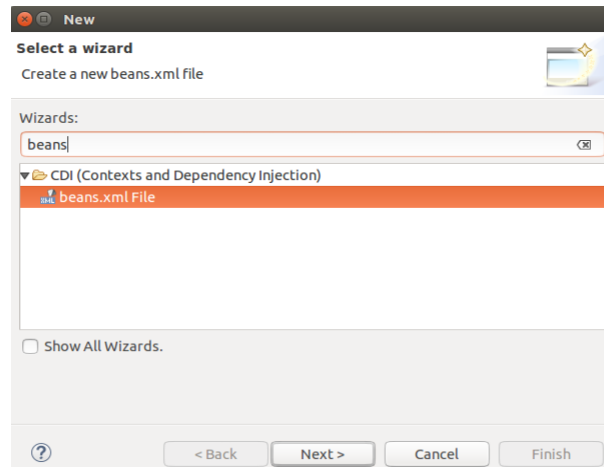 New
Select a wizard
Create a new beans.xml file
Wizards:
beans
CDI (Contexts and Dependency Injection)
beans.xml File
Show All Wizards.
< Back Next > Cancel Finish